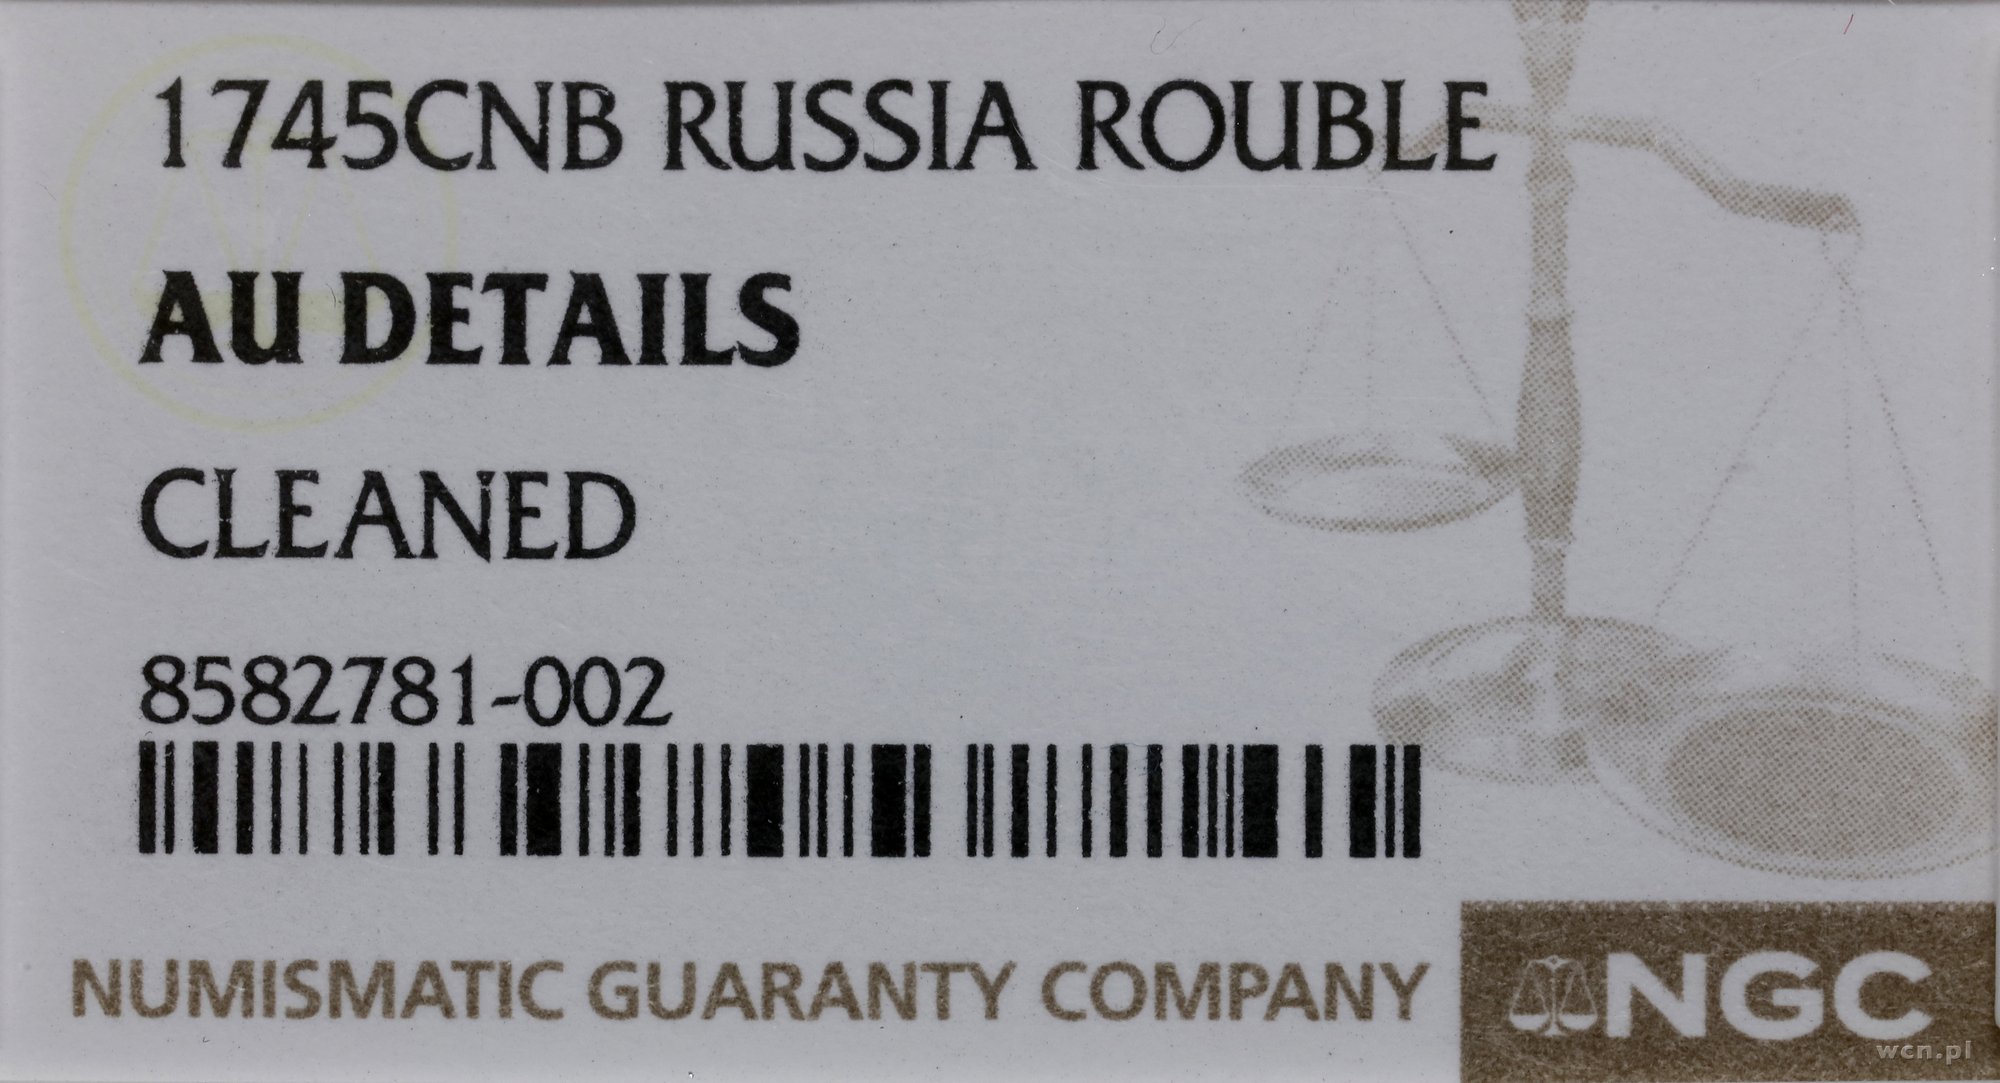 1745CNB RUSSIA ROUBLE
AU DETAILS
CLEANED
8582781-002
NUMISMATIC GUARANTY COMPANY
NGC
wcn.pl